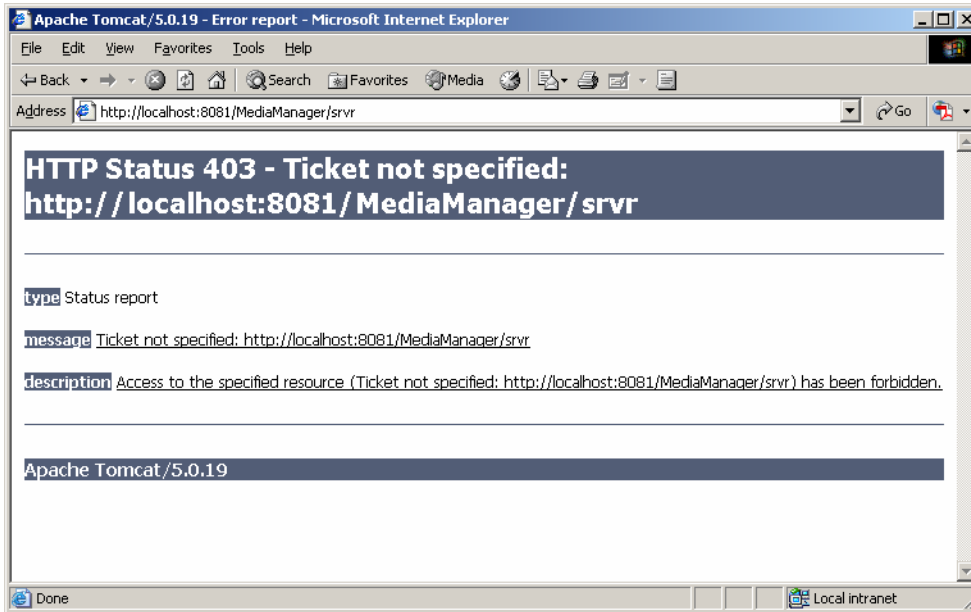 Apache Tomcat/5.0.19 - Error report - Microsoft Internet Explorer
File Edit View Favorites Tools Help
Back Search Favorites Media
Address http://localhost:8081/MediaManager/srvr Go
HTTP Status 403 - Ticket not specified:
http://localhost:8081/MediaManager/srvr
type Status report
message Ticket not specified: http://localhost:8081/MediaManager/srvr
description Access to the specified resource (Ticket not specified: http://localhost:8081/MediaManager/srvr) has been forbidden.
Apache Tomcat/5.0.19
Done Local intranet